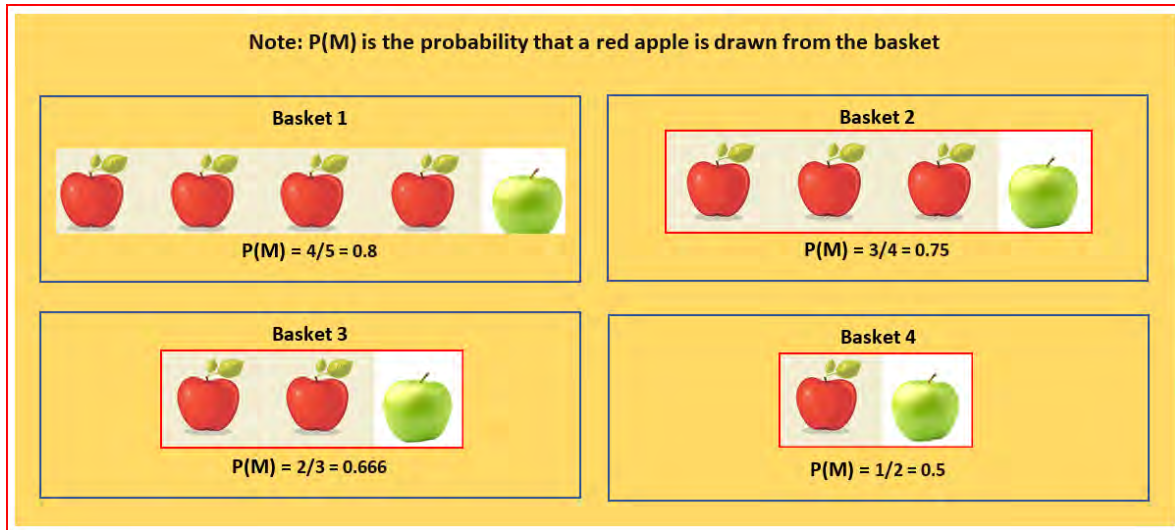 Note: P(M) is the probability that a red apple is drawn from the basket
Basket 1
P(M) = 4/5 = 0.8
Basket 2
P(M) = 3/4 = 0.75
Basket 3
P(M) = 2/3 = 0.666
Basket 4
P(M) = 1/2 = 0.5